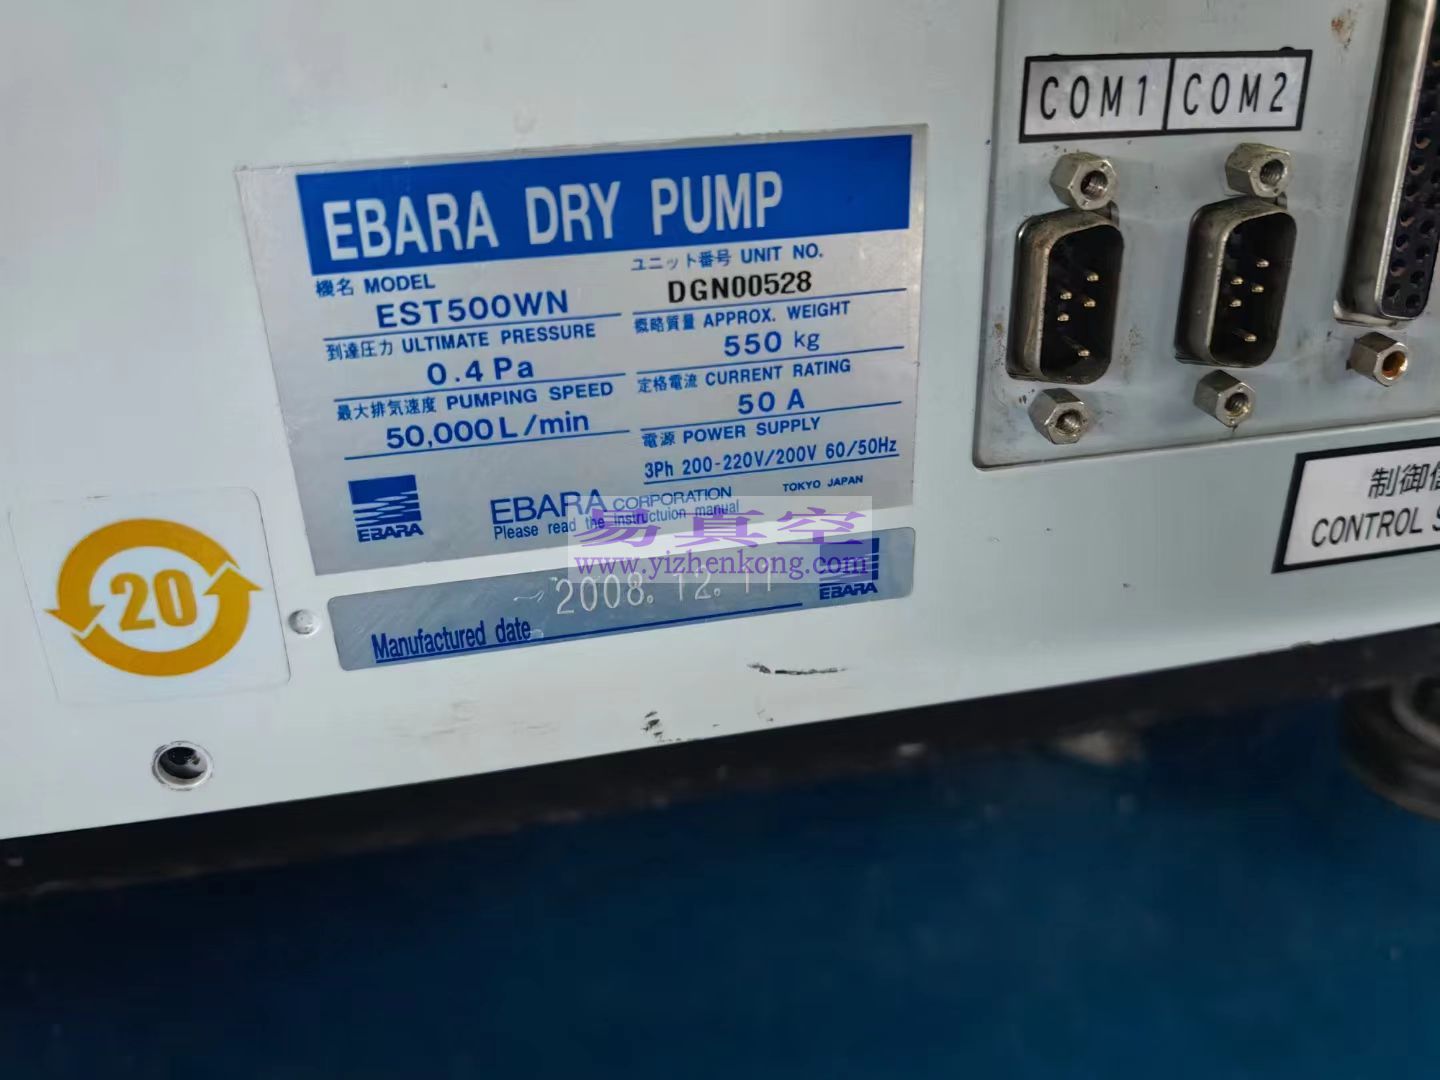 COM1 COM2
EBARA DRY PUMP
機名 MODEL
EST500WN
ユニット番号 UNIT NO.
DGN00528
到達圧力 ULTIMATE PRESSURE
0.4 Pa
概略質量 APPROX. WEIGHT
550 kg
最大排気速度 PUMPING SPEED
50,000 L/min
定格電流 CURRENT RATING
50 A
電源 POWER SUPPLY
3Ph 200-220V/200V 60/50Hz
EBARA
EBARA CORPORATION TOKYO JAPAN
Please read the instructuion manual
易真空
www.yizhenkong.com
2008.12.11
Manufactured date
EBARA
20
制御信
CONTROL S